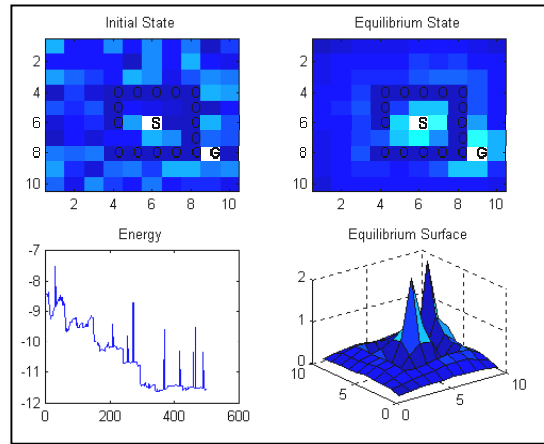 Initial State
Equilibrium State
2
4 O O O O O
O O
6 O S O
O
8 O O O O O G
10
2 4 6 8 10
2
4 O O O O O
O O
6 O S O
O
8 O O O O O G
10
2 4 6 8 10
Energy
Equilibrium Surface
-7
-8
-9
-10
-11
-12
0 200 400 600
2
1
0
10
5
0
0
5
10